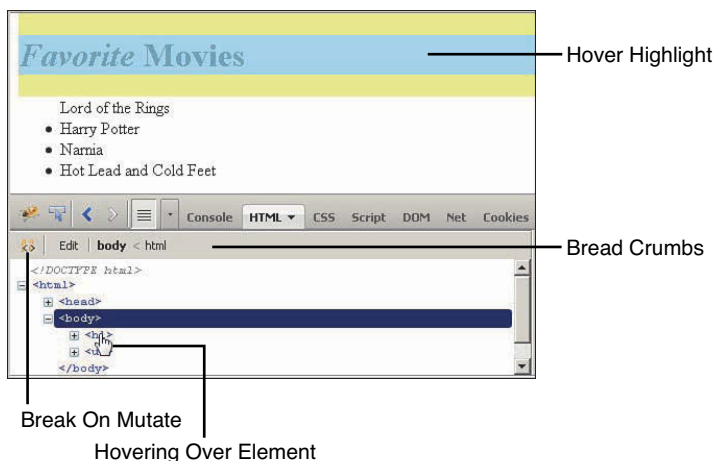 Favorite Movies
Hover Highlight
Lord of the Rings
• Harry Potter
• Narnia
• Hot Lead and Cold Feet
Console HTML CSS Script DOM Net Cookies
Edit body < html
Bread Crumbs
<!DOCTYPE html>
<html>
<head>
<body>
<h1>
<u
</body>
Break On Mutate
Hovering Over Element